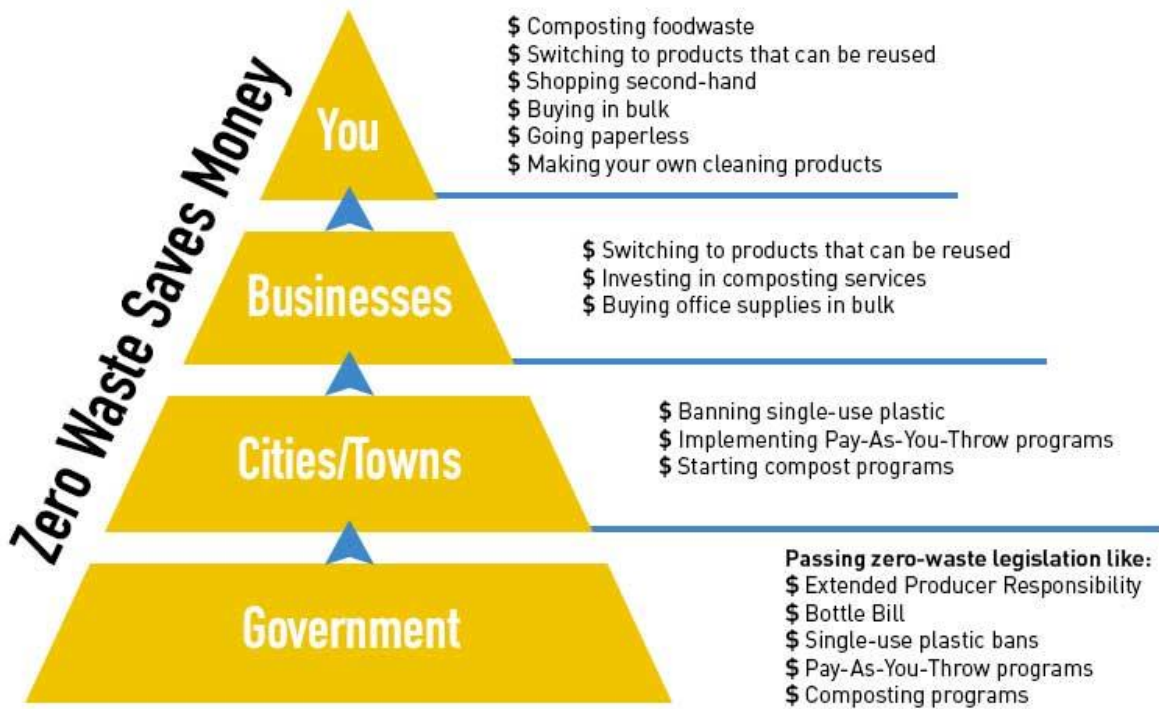 Zero Waste Saves Money
You
$ Composting foodwaste
$ Switching to products that can be reused
$ Shopping second-hand
$ Buying in bulk
$ Going paperless
$ Making your own cleaning products
Businesses
$ Switching to products that can be reused
$ Investing in composting services
$ Buying office supplies in bulk
Cities/Towns
$ Banning single-use plastic
$ Implementing Pay-As-You-Throw programs
$ Starting compost programs
Government
Passing zero-waste legislation like:
$ Extended Producer Responsibility
$ Bottle Bill
$ Single-use plastic bans
$ Pay-As-You-Throw programs
$ Composting programs